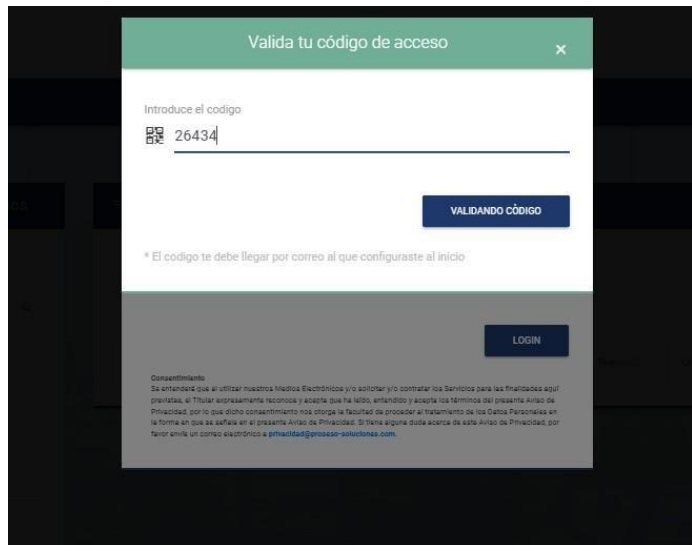 Valida tu código de acceso
×
Introduce el codigo
26434
VALIDANDO CÒDIGO
* El codigo te debe llegar por correo al que configuraste al inicio
LOGIN
Consentimiento
Se entenderá que al utilizar nuestros Medios Electrónicos y/o solicitar y/o contratar los Servicios para las finalidades aquí
previstas, el Titular expresamente reconoce y acepta que ha leído, entendido y acepta los términos del presente Aviso de
Privacidad, por lo que dicho consentimiento nos otorga la facultad de proceder al tratamiento de los Datos Personales en
la forma en que se señala en el presente Aviso de Privacidad. Si tiene alguna duda acerca de este Aviso de Privacidad, por
favor envíe un correo electrónico a privacidad@proseso-soluciones.com.